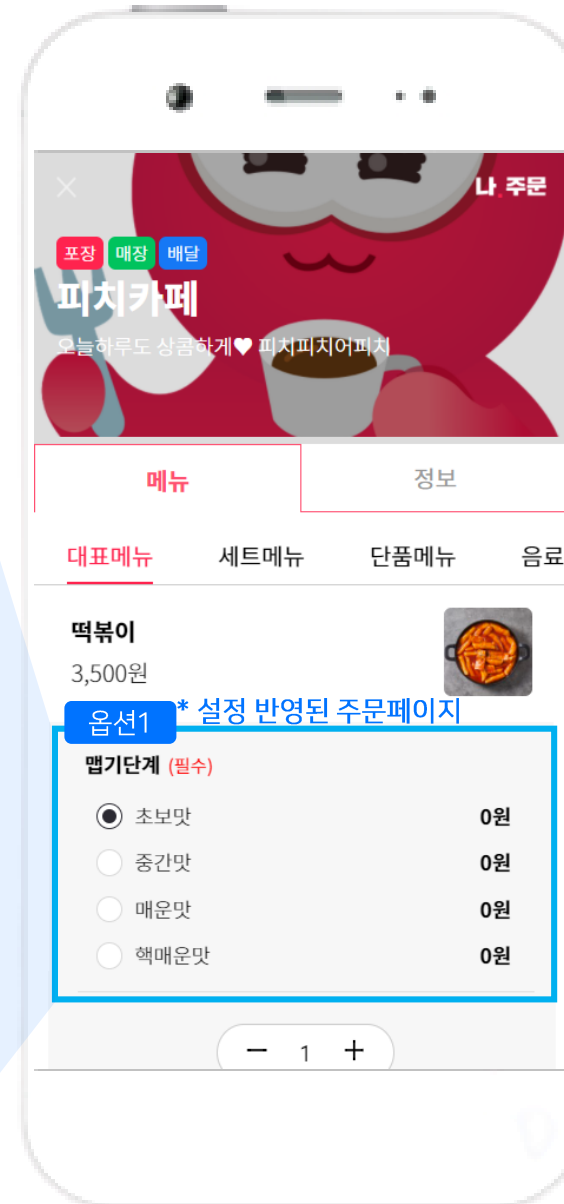 나.주문
포장 매장 배달
피치카페
오늘하루도 상콤하게♥ 피치피치어피치
메뉴 정보
대표메뉴 세트메뉴 단품메뉴 음료
떡볶이
3,500원
* 설정 반영된 주문페이지
옵션1
맵기단계 (필수)
초보맛 0원
중간맛 0원
매운맛 0원
핵매운맛 0원
− 1 +